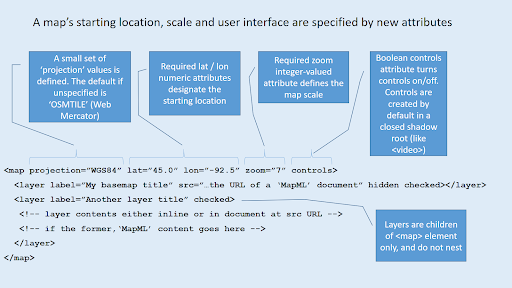 A map's starting location, scale and user interface are specified by new attributes
A small set of
'projection' values is
defined. The default if
unspecified is
'OSMTILE' (Web
Mercator)
Required lat / lon
numeric attributes
designate the
starting location
Required zoom
integer-valued
attribute defines the
map scale
Boolean controls
attribute turns
controls on/off.
Controls are
created by
default in a
closed shadow
root (like
<video>)
<map projection="WGS84" lat="45.0" lon="-92.5" zoom="7" controls>
<layer label="My basemap title" src="…the URL of a 'MapML' document" hidden checked></layer>
<layer label="Another layer title" checked>
<!-- layer contents either inline or in document at src URL -->
<!-- if the former, 'MapML' content goes here -->
</layer>
</map>
Layers are children
of <map> element
only, and do not nest